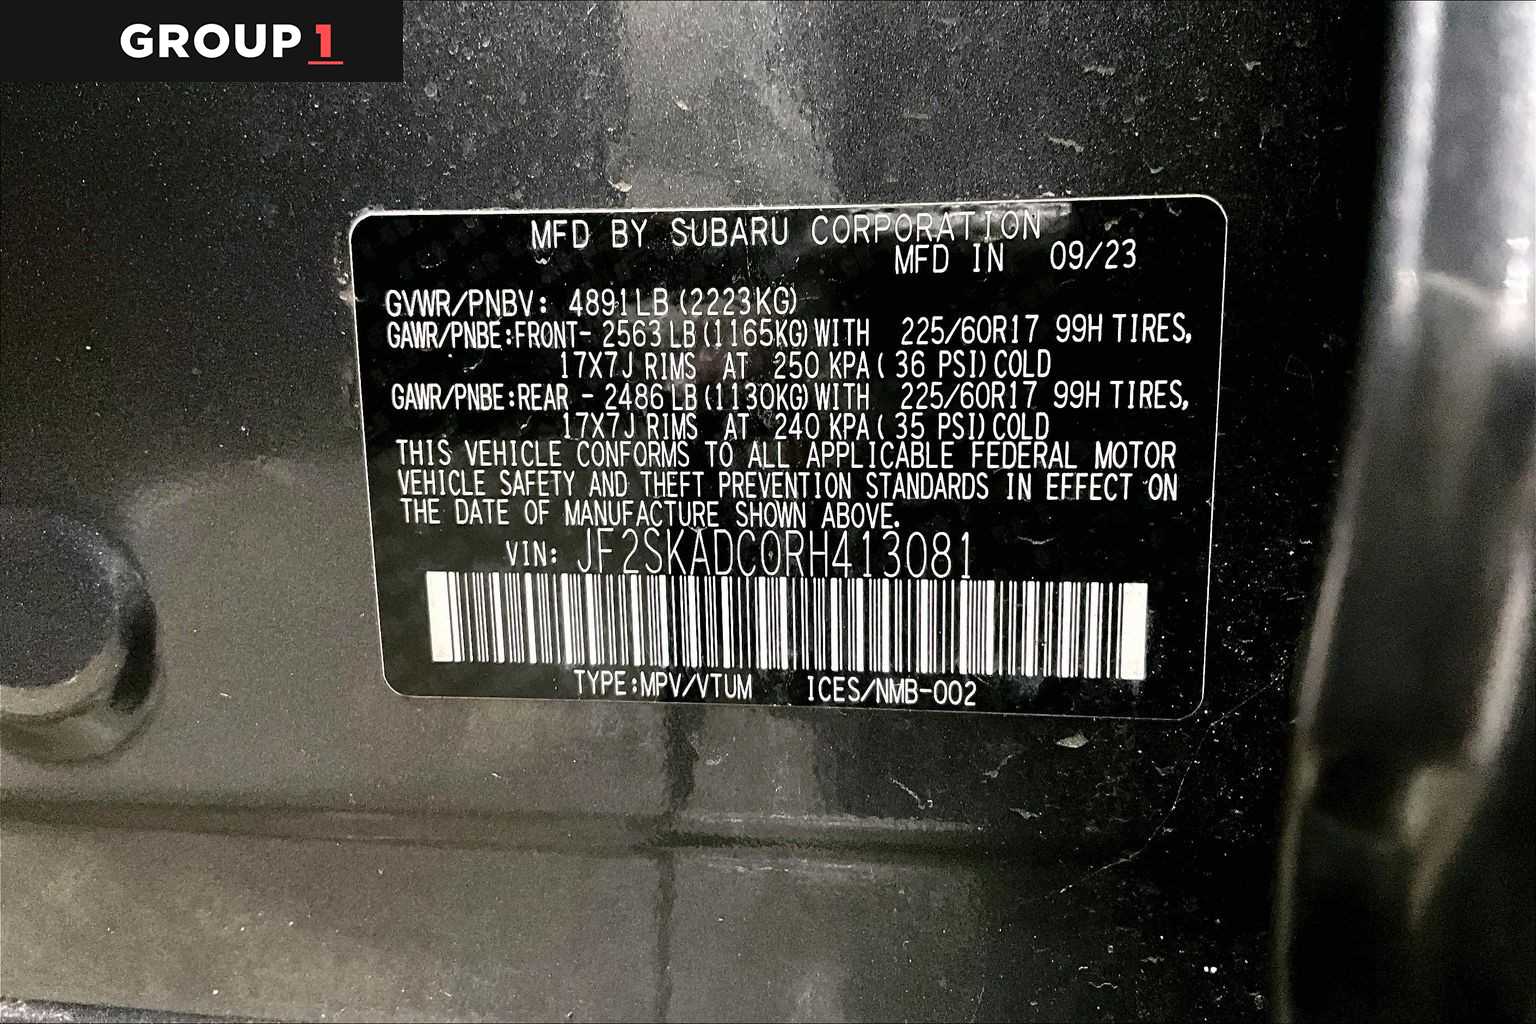 GROUP 1
MFD BY SUBARU CORPORATION
MFD IN 09/23
GVWR/PNBV: 4891LB (2223KG)
GAWR/PNBE:FRONT- 2563 LB (1165KG) WITH 225/60R17 99H TIRES,
17X7J RIMS AT 250 KPA ( 36 PSI) COLD
GAWR/PNBE:REAR - 2486 LB (1130KG) WITH 225/60R17 99H TIRES,
17X7J RIMS AT 240 KPA ( 35 PSI) COLD
THIS VEHICLE CONFORMS TO ALL APPLICABLE FEDERAL MOTOR
VEHICLE SAFETY AND THEFT PREVENTION STANDARDS IN EFFECT ON
THE DATE OF MANUFACTURE SHOWN ABOVE.
VIN: JF2SKADC0RH413081
TYPE:MPV/VTUM ICES/NMB-002